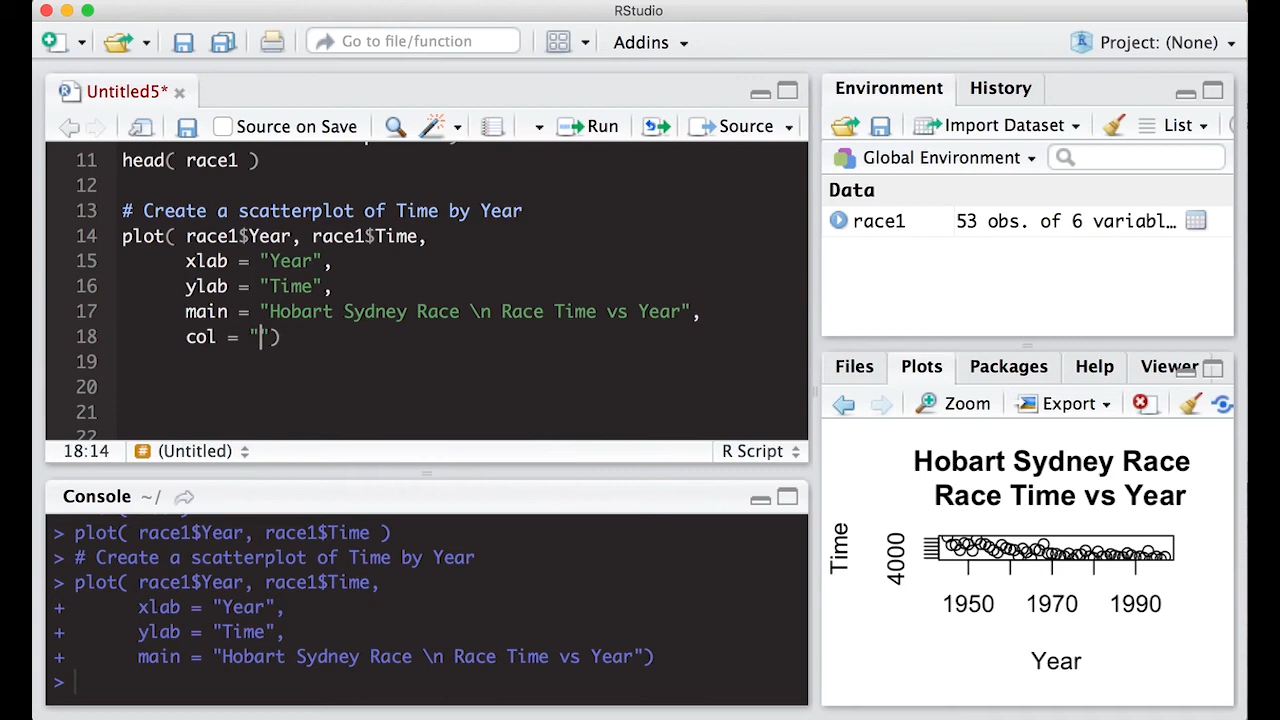 RStudio
Go to file/function
Addins
Project: (None)
Untitled5*
Source on Save
Run
Source
11 head( race1 )
12
13 # Create a scatterplot of Time by Year
14 plot( race1$Year, race1$Time,
15 xlab = "Year",
16 ylab = "Time",
17 main = "Hobart Sydney Race \n Race Time vs Year",
18 col = "")
19
20
21
22
18:14
(Untitled)
R Script
Console ~/
> plot( race1$Year, race1$Time )
> # Create a scatterplot of Time by Year
> plot( race1$Year, race1$Time,
+ xlab = "Year",
+ ylab = "Time",
+ main = "Hobart Sydney Race \n Race Time vs Year")
>
Environment
History
Import Dataset
List
Global Environment
Data
race1 53 obs. of 6 variabl…
Files
Plots
Packages
Help
Viewer
Zoom
Export
Hobart Sydney Race
Race Time vs Year
Time
4000
1950 1970 1990
Year